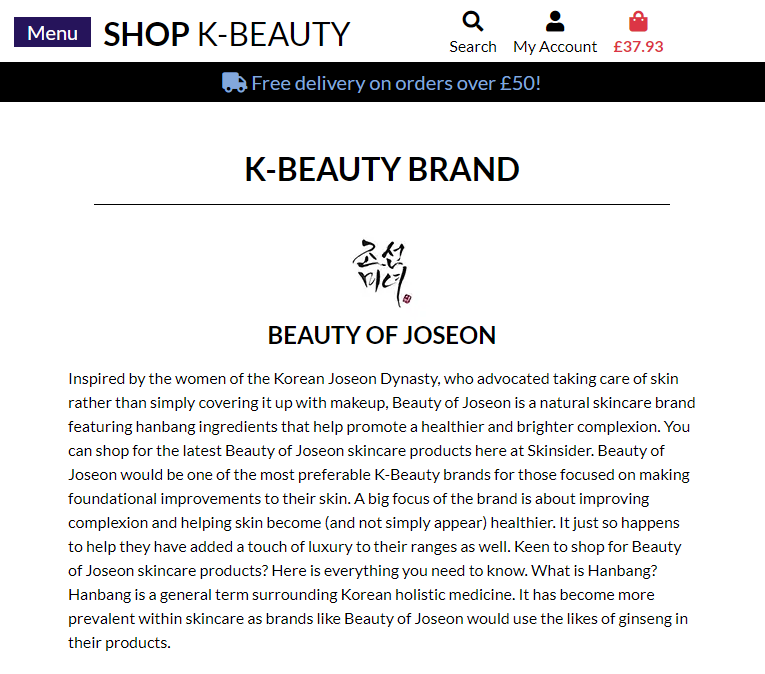 Menu
SHOP K-BEAUTY
Search
My Account
£37.93
Free delivery on orders over £50!
K-BEAUTY BRAND
조선
미녀
BEAUTY OF JOSEON
Inspired by the women of the Korean Joseon Dynasty, who advocated taking care of skin
rather than simply covering it up with makeup, Beauty of Joseon is a natural skincare brand
featuring hanbang ingredients that help promote a healthier and brighter complexion. You
can shop for the latest Beauty of Joseon skincare products here at Skinsider. Beauty of
Joseon would be one of the most preferable K-Beauty brands for those focused on making
foundational improvements to their skin. A big focus of the brand is about improving
complexion and helping skin become (and not simply appear) healthier. It just so happens
to help they have added a touch of luxury to their ranges as well. Keen to shop for Beauty
of Joseon skincare products? Here is everything you need to know. What is Hanbang?
Hanbang is a general term surrounding Korean holistic medicine. It has become more
prevalent within skincare as brands like Beauty of Joseon would use the likes of ginseng in
their products.